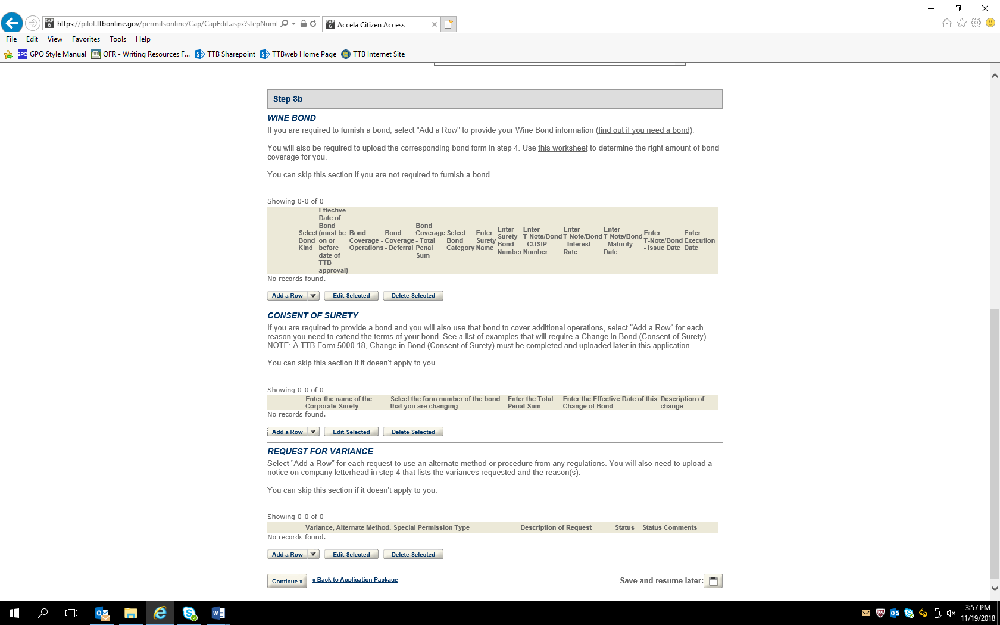 https://pilot.ttbonline.gov/permitsonline/Cap/CapEdit.aspx?stepNuml
Accela Citizen Access
File Edit View Favorites Tools Help
GPO Style Manual OFR - Writing Resources F... TTB Sharepoint TTBweb Home Page TTB Internet Site
Step 3b
WINE BOND
If you are required to furnish a bond, select "Add a Row" to provide your Wine Bond information (find out if you need a bond).
You will also be required to upload the corresponding bond form in step 4. Use this worksheet to determine the right amount of bond
coverage for you.
You can skip this section if you are not required to furnish a bond.
Showing 0-0 of 0
Select Bond Kind
Effective Date of Bond (must be on or before date of TTB approval)
Bond Coverage - Operations
Bond Coverage - Deferral
Bond Coverage - Total Penal Sum
Select Bond Category
Enter Surety Name
Enter Surety Bond Number
Enter T-Note/Bond - CUSIP Number
Enter T-Note/Bond - Interest Rate
Enter T-Note/Bond - Maturity Date
Enter T-Note/Bond - Issue Date
Enter Execution Date
No records found.
Add a Row Edit Selected Delete Selected
CONSENT OF SURETY
If you are required to provide a bond and you will also use that bond to cover additional operations, select "Add a Row" for each
reason you need to extend the terms of your bond. See a list of examples that will require a Change in Bond (Consent of Surety).
NOTE: A TTB Form 5000.18, Change in Bond (Consent of Surety) must be completed and uploaded later in this application.
You can skip this section if it doesn't apply to you.
Showing 0-0 of 0
Enter the name of the Corporate Surety
Select the form number of the bond that you are changing
Enter the Total Penal Sum
Enter the Effective Date of this Change of Bond
Description of change
No records found.
Add a Row Edit Selected Delete Selected
REQUEST FOR VARIANCE
Select "Add a Row" for each request to use an alternate method or procedure from any regulations. You will also need to upload a
notice on company letterhead in step 4 that lists the variances requested and the reason(s).
You can skip this section if it doesn't apply to you.
Showing 0-0 of 0
Variance, Alternate Method, Special Permission Type Description of Request Status Status Comments
No records found.
Add a Row Edit Selected Delete Selected
Continue » « Back to Application Package Save and resume later:
3:57 PM
11/19/2018